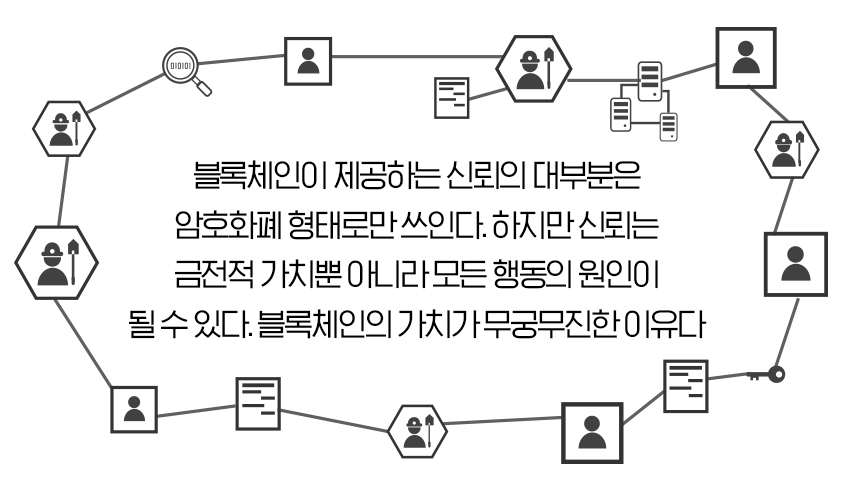 010101
블록체인이 제공하는 신뢰의 대부분은
암호화폐 형태로만 쓰인다. 하지만 신뢰는
금전적 가치뿐 아니라 모든 행동의 원인이
될 수 있다. 블록체인의 가치가 무궁무진한 이유다